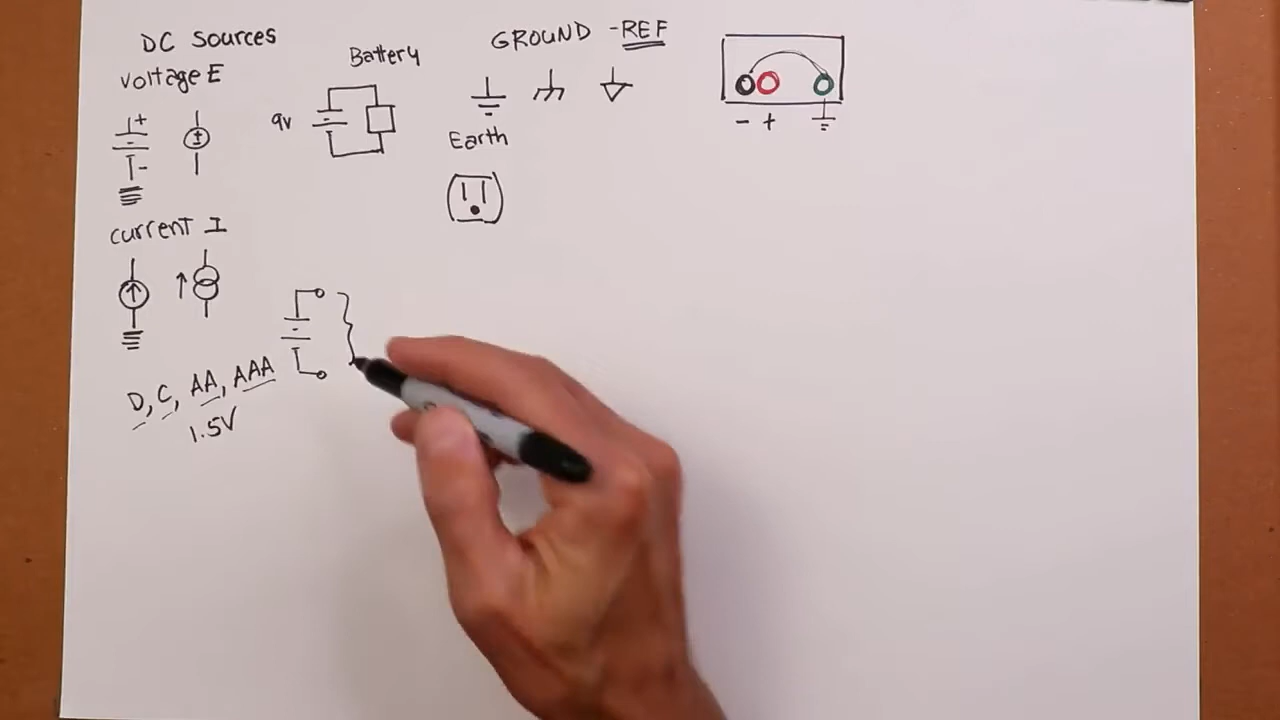 DC Sources
Voltage E
+
-
±
Battery
9v
GROUND - REF
Earth
- +
Current I
D, C, AA, AAA
1.5V